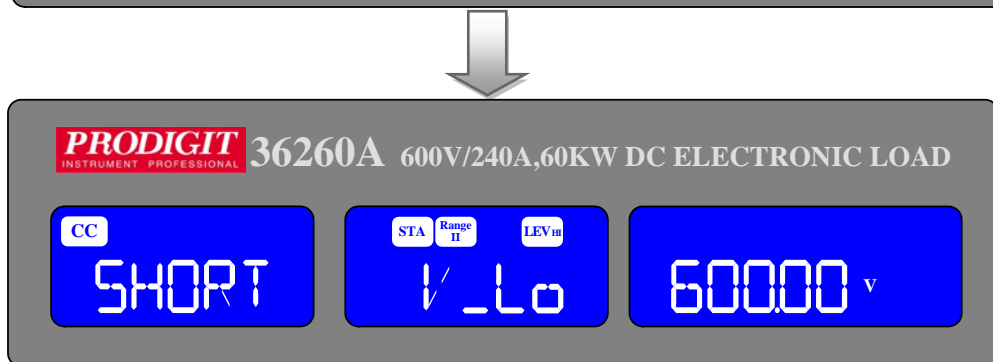 PRODIGIT 36260A 600V/240A,60KW DC ELECTRONIC LOAD
INSTRUMENT PROFESSIONAL
CC STA Range II LEV HI
SHORT V_Lo 600.00 V